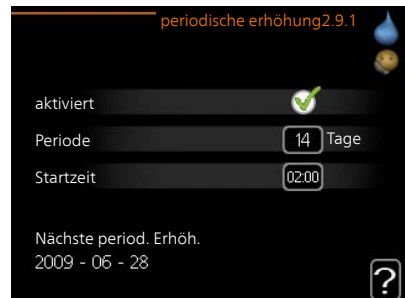 periodische erhöhung2.9.1
aktiviert
Periode 14 Tage
Startzeit 02:00
Nächste period. Erhöh.
2009 - 06 - 28
?